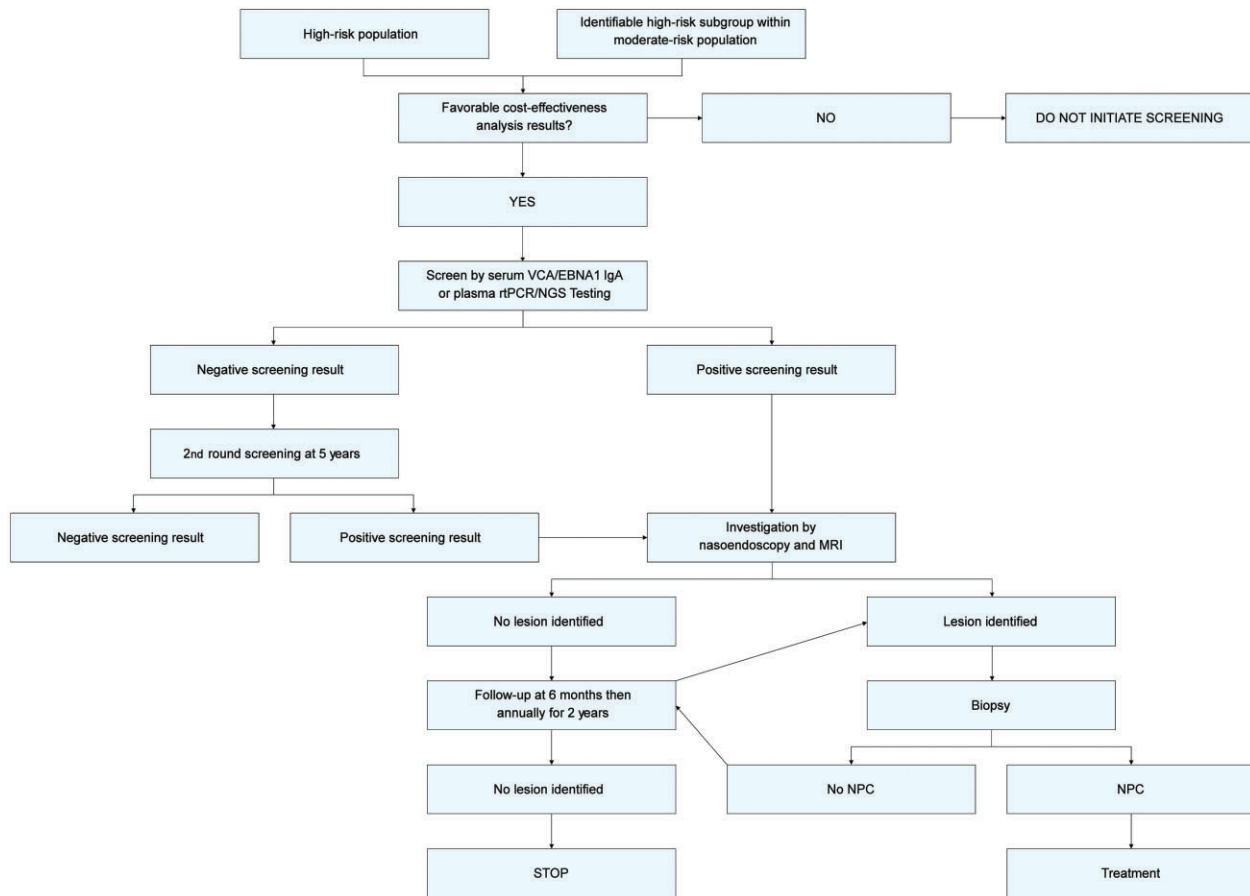 High-risk population
Identifiable high-risk subgroup within
moderate-risk population
Favorable cost-effectiveness
analysis results?
NO
DO NOT INITIATE SCREENING
YES
Screen by serum VCA/EBNA1 IgA
or plasma rtPCR/NGS Testing
Negative screening result
Positive screening result
2nd round screening at 5 years
Negative screening result
Positive screening result
Investigation by
nasoendoscopy and MRI
No lesion identified
Lesion identified
Follow-up at 6 months then
annually for 2 years
Biopsy
No lesion identified
No NPC
NPC
STOP
Treatment